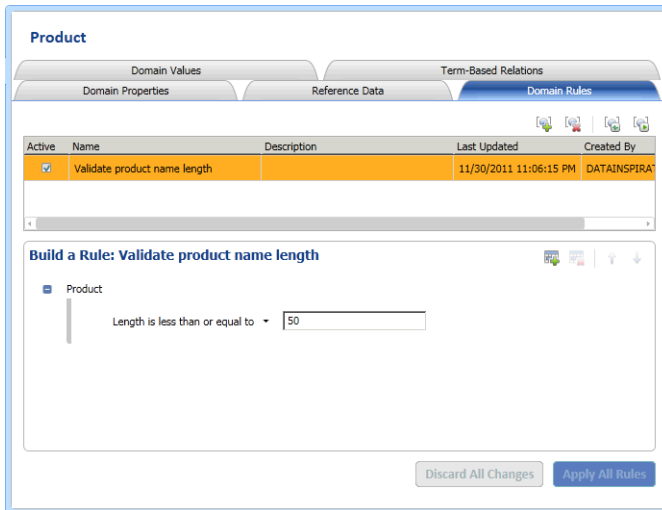 Product
Domain Values Term-Based Relations
Domain Properties Reference Data Domain Rules
Active Name Description Last Updated Created By
Validate product name length 11/30/2011 11:06:15 PM DATAINSPIRAT
Build a Rule: Validate product name length
Product
Length is less than or equal to 50
Discard All Changes Apply All Rules